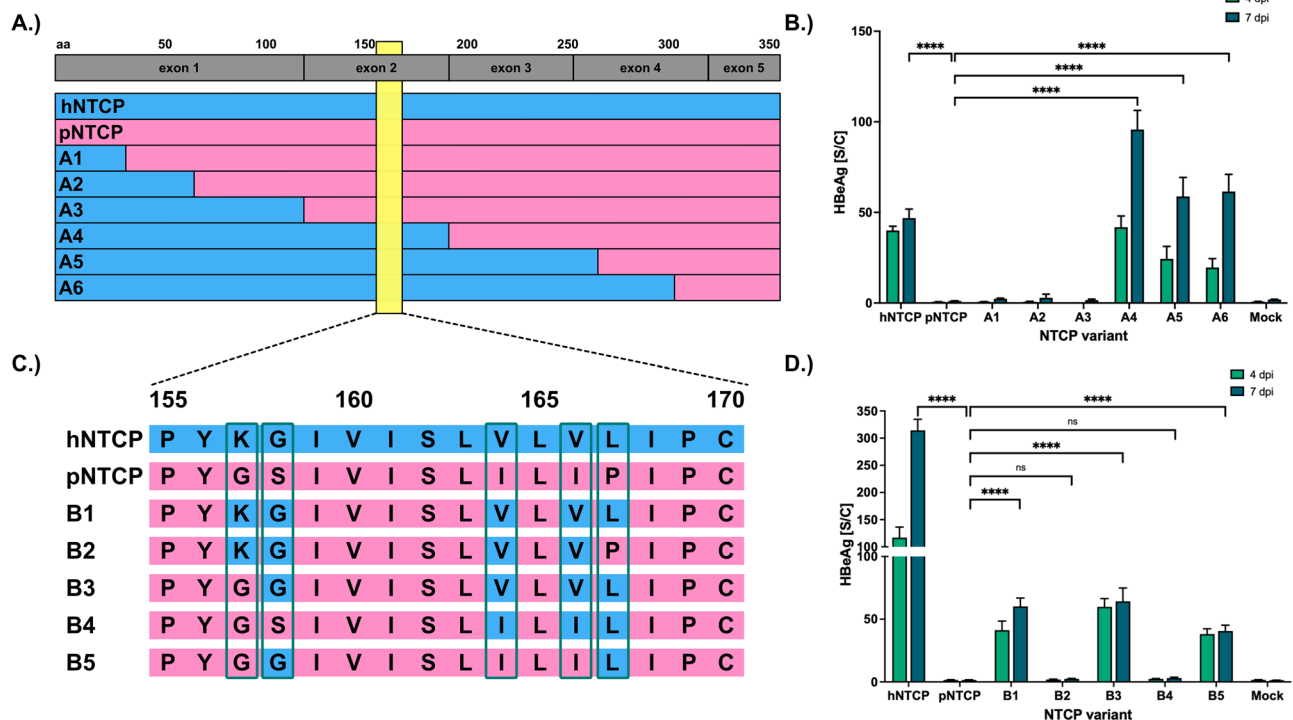 A.)
aa 50 100 150 200 250 300 350
exon 1 exon 2 exon 3 exon 4 exon 5
hNTCP
pNTCP
A1
A2
A3
A4
A5
A6
B.)
7 dpi
**** ****
****
****
150
100
50
0
HBeAg [S/C]
hNTCP pNTCP A1 A2 A3 A4 A5 A6 Mock
NTCP variant
C.)
155 160 165 170
hNTCP P Y K G I V I S L V L V L I P C
pNTCP P Y G S I V I S L I L I P I P C
B1 P Y K G I V I S L V L V L I P C
B2 P Y K G I V I S L V L V P I P C
B3 P Y G G I V I S L V L V L I P C
B4 P Y G S I V I S L I L I L I P C
B5 P Y G G I V I S L I L I L I P C
D.)
4 dpi
7 dpi
**** ****
ns
****
ns
****
350
300
250
200
150
100
100
50
0
HBeAg [S/C]
hNTCP pNTCP B1 B2 B3 B4 B5 Mock
NTCP variant